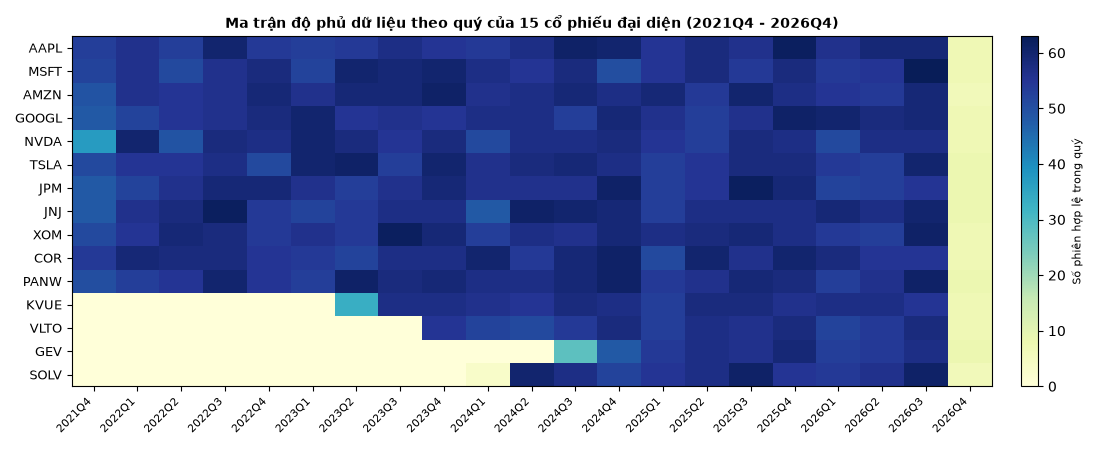 Ma trận độ phủ dữ liệu theo quý của 15 cổ phiếu đại diện (2021Q4 - 2026Q4)
AAPL
MSFT
AMZN
GOOGL
NVDA
TSLA
JPM
JNJ
XOM
COR
PANW
KVUE
VLTO
GEV
SOLV
2021Q4
2022Q1
2022Q2
2022Q3
2022Q4
2023Q1
2023Q2
2023Q3
2023Q4
2024Q1
2024Q2
2024Q3
2024Q4
2025Q1
2025Q2
2025Q3
2025Q4
2026Q1
2026Q2
2026Q3
2026Q4
60
50
40
30
20
10
0
Số phiên hợp lệ trong quý